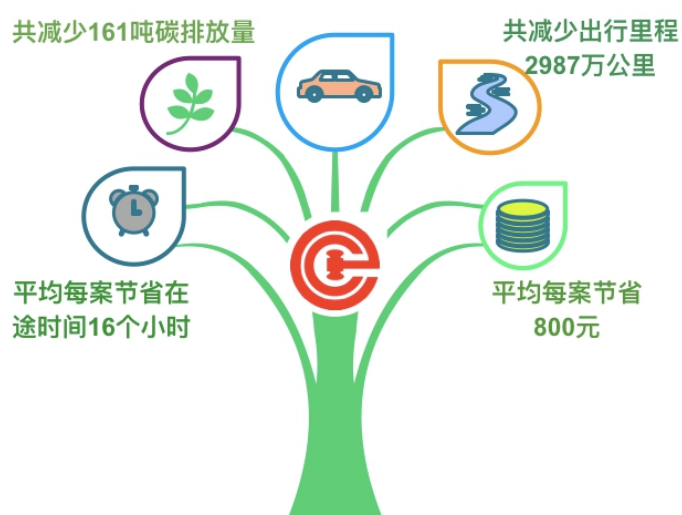 共减少161吨碳排放量
共减少出行里程
2987万公里
平均每案节省在
途时间16个小时
平均每案节省
800元